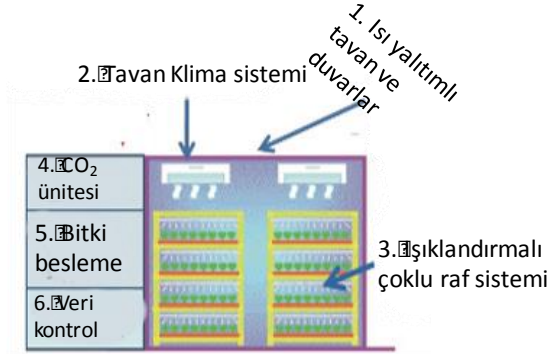 1. Isı yalıtımlı
tavan ve
duvarlar
2. Tavan Klima sistemi
3. Işıklandırmalı
çoklu raf sistemi
4. CO₂
ünitesi
5. Bitki
besleme
6. Veri
kontrol